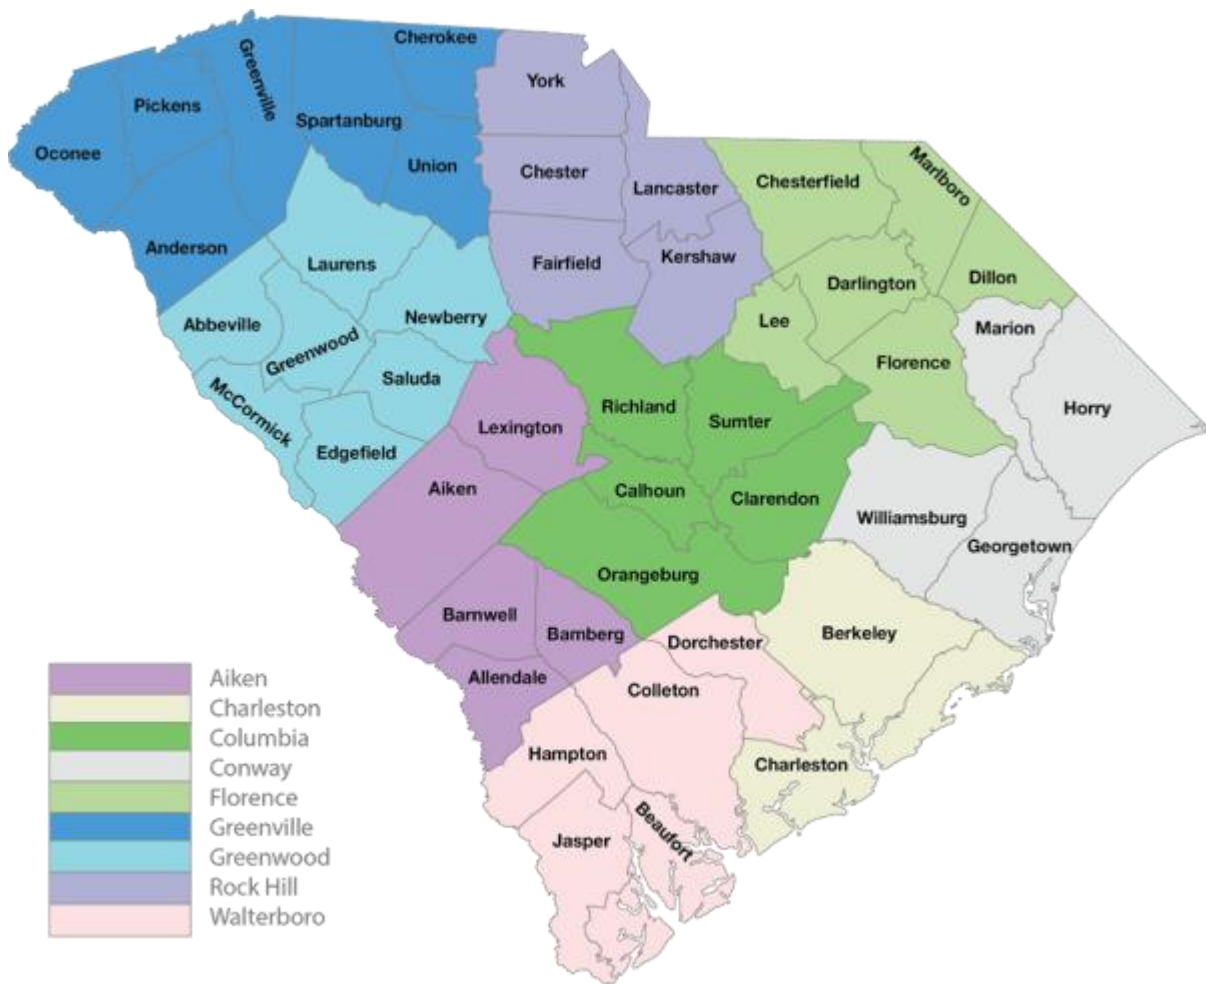 Cherokee
Greenville
York
Pickens
Spartanburg
Oconee
Union
Chester
Marlboro
Chesterfield
Lancaster
Anderson
Laurens
Fairfield
Kershaw
Dillon
Darlington
Abbeville
Newberry
Lee
Marion
Greenwood
Florence
Saluda
McCormick
Richland
Horry
Lexington
Sumter
Edgefield
Aiken
Calhoun
Clarendon
Williamsburg
Georgetown
Orangeburg
Barnwell
Bamberg
Dorchester
Berkeley
Allendale
Colleton
Hampton
Charleston
Beaufort
Jasper
Aiken
Charleston
Columbia
Conway
Florence
Greenville
Greenwood
Rock Hill
Walterboro